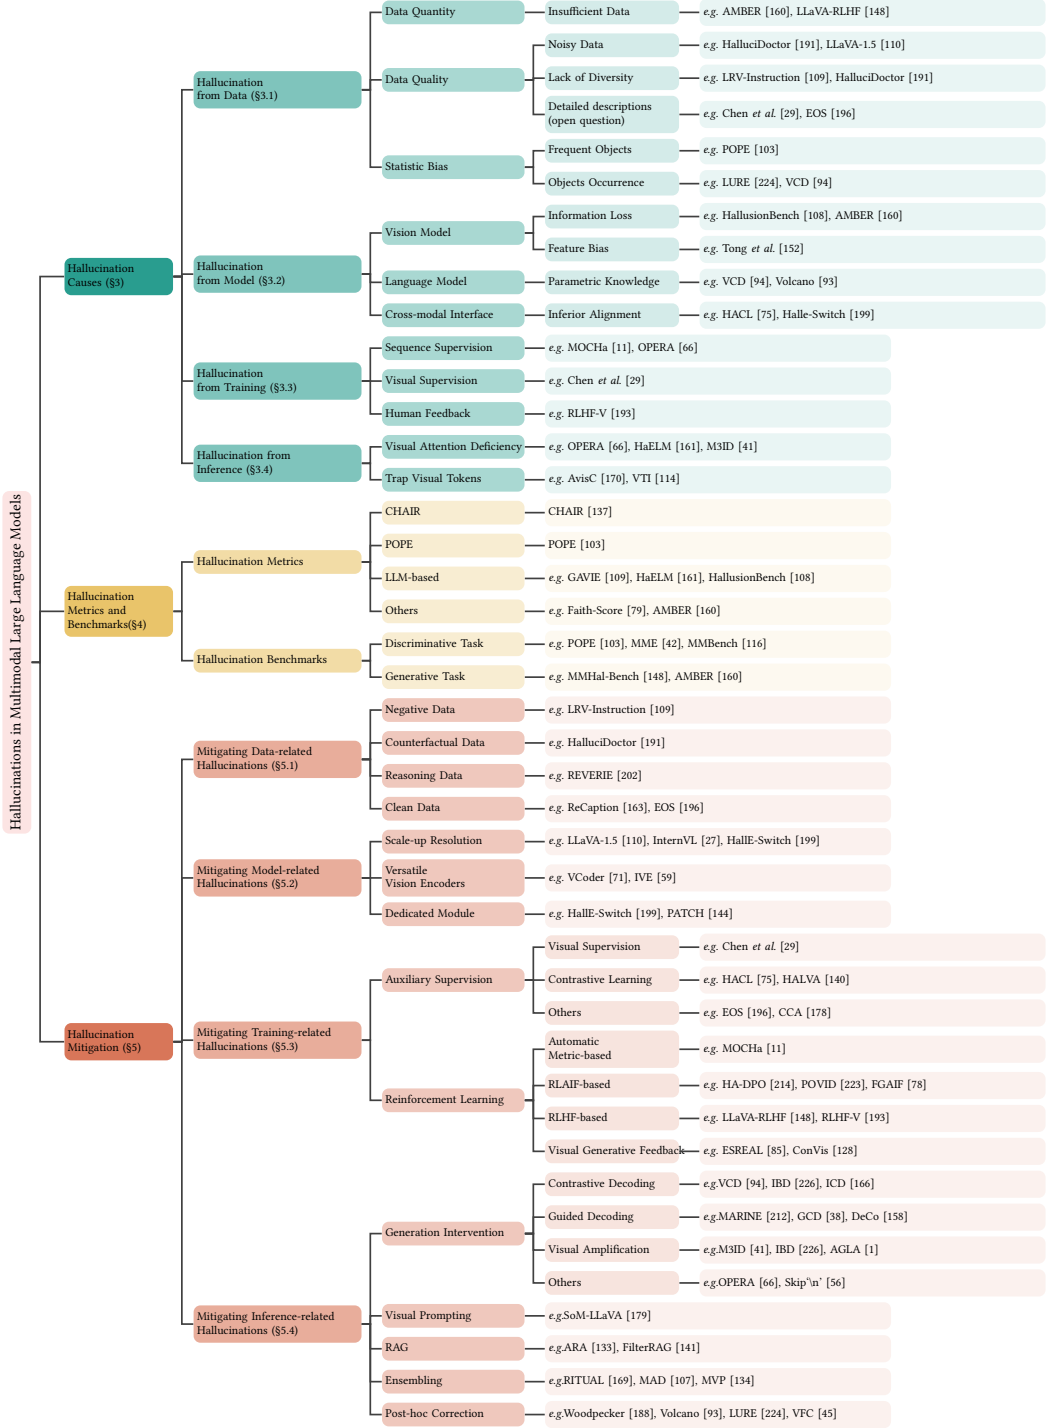 Hallucinations in Multimodal Large Language Models
Hallucination
Causes (§3)
Hallucination
from Data (§3.1)
Data Quantity
Insufficient Data
e.g. AMBER [160], LLaVA-RLHF [148]
Data Quality
Noisy Data
e.g. HalluciDoctor [191], LLaVA-1.5 [110]
Lack of Diversity
e.g. LRV-Instruction [109], HalluciDoctor [191]
Detailed descriptions
(open question)
e.g. Chen et al. [29], EOS [196]
Statistic Bias
Frequent Objects
e.g. POPE [103]
Objects Occurrence
e.g. LURE [224], VCD [94]
Hallucination
from Model (§3.2)
Vision Model
Information Loss
e.g. HallusionBench [108], AMBER [160]
Feature Bias
e.g. Tong et al. [152]
Language Model
Parametric Knowledge
e.g. VCD [94], Volcano [93]
Cross-modal Interface
Inferior Alignment
e.g. HACL [75], Halle-Switch [199]
Hallucination
from Training (§3.3)
Sequence Supervision
e.g. MOCHa [11], OPERA [66]
Visual Supervision
e.g. Chen et al. [29]
Human Feedback
e.g. RLHF-V [193]
Hallucination from
Inference (§3.4)
Visual Attention Deficiency
e.g. OPERA [66], HaELM [161], M3ID [41]
Trap Visual Tokens
e.g. AvisC [170], VTI [114]
Hallucination
Metrics and
Benchmarks(§4)
Hallucination Metrics
CHAIR
CHAIR [137]
POPE
POPE [103]
LLM-based
e.g. GAVIE [109], HaELM [161], HallusionBench [108]
Others
e.g. Faith-Score [79], AMBER [160]
Hallucination Benchmarks
Discriminative Task
e.g. POPE [103], MME [42], MMBench [116]
Generative Task
e.g. MMHal-Bench [148], AMBER [160]
Hallucination
Mitigation (§5)
Mitigating Data-related
Hallucinations (§5.1)
Negative Data
e.g. LRV-Instruction [109]
Counterfactual Data
e.g. HalluciDoctor [191]
Reasoning Data
e.g. REVERIE [202]
Clean Data
e.g. ReCaption [163], EOS [196]
Mitigating Model-related
Hallucinations (§5.2)
Scale-up Resolution
e.g. LLaVA-1.5 [110], InternVL [27], HallE-Switch [199]
Versatile
Vision Encoders
e.g. VCoder [71], IVE [59]
Dedicated Module
e.g. HallE-Switch [199], PATCH [144]
Mitigating Training-related
Hallucinations (§5.3)
Auxiliary Supervision
Visual Supervision
e.g. Chen et al. [29]
Contrastive Learning
e.g. HACL [75], HALVA [140]
Others
e.g. EOS [196], CCA [178]
Reinforcement Learning
Automatic
Metric-based
e.g. MOCHa [11]
RLAIF-based
e.g. HA-DPO [214], POVID [223], FGAIF [78]
RLHF-based
e.g. LLaVA-RLHF [148], RLHF-V [193]
Visual Generative Feedback
e.g. ESREAL [85], ConVis [128]
Mitigating Inference-related
Hallucinations (§5.4)
Generation Intervention
Contrastive Decoding
e.g.VCD [94], IBD [226], ICD [166]
Guided Decoding
e.g.MARINE [212], GCD [38], DeCo [158]
Visual Amplification
e.g.M3ID [41], IBD [226], AGLA [1]
Others
e.g.OPERA [66], Skip‘\n’ [56]
Visual Prompting
e.g.SoM-LLaVA [179]
RAG
e.g.ARA [133], FilterRAG [141]
Ensembling
e.g.RITUAL [169], MAD [107], MVP [134]
Post-hoc Correction
e.g.Woodpecker [188], Volcano [93], LURE [224], VFC [45]